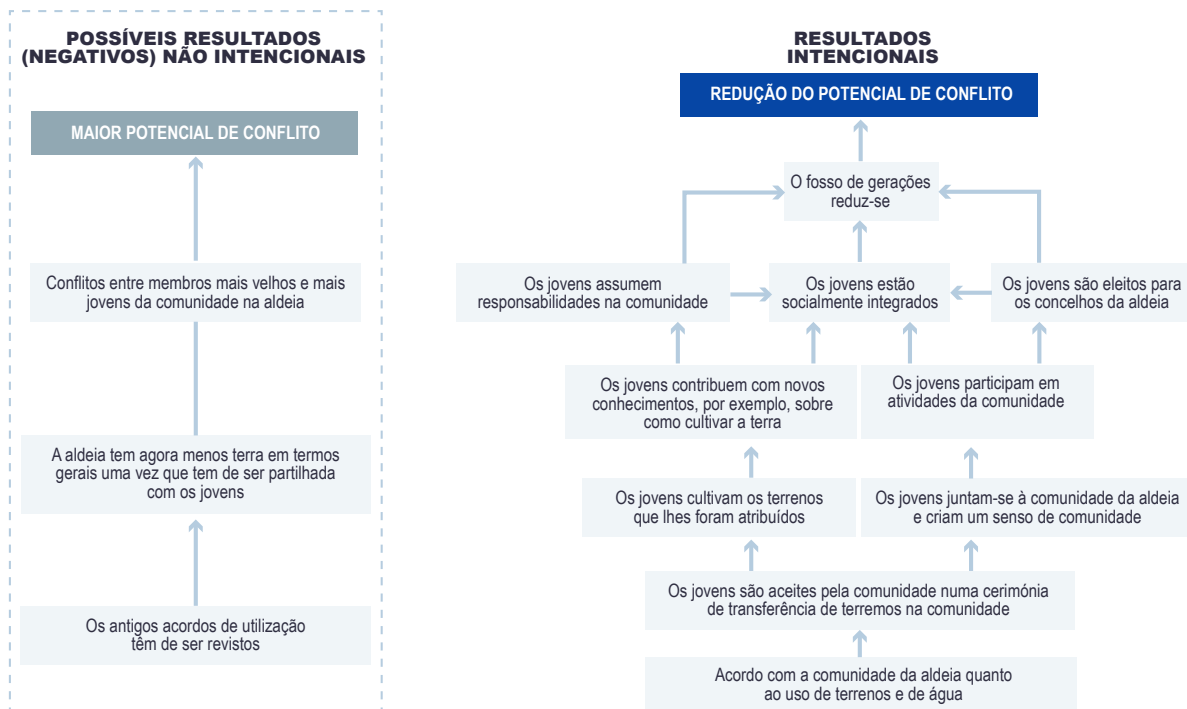 POSSÍVEIS RESULTADOS
(NEGATIVOS) NÃO INTENCIONAIS
MAIOR POTENCIAL DE CONFLITO
Conflitos entre membros mais velhos e mais
jovens da comunidade na aldeia
A aldeia tem agora menos terra em termos
gerais uma vez que tem de ser partilhada
com os jovens
Os antigos acordos de utilização
têm de ser revistos
RESULTADOS
INTENCIONAIS
REDUÇÃO DO POTENCIAL DE CONFLITO
O fosso de gerações
reduz-se
Os jovens assumem
responsabilidades na comunidade
Os jovens estão
socialmente integrados
Os jovens são eleitos para
os concelhos da aldeia
Os jovens contribuem com novos
conhecimentos, por exemplo, sobre
como cultivar a terra
Os jovens participam em
atividades da comunidade
Os jovens cultivam os terrenos
que lhes foram atribuídos
Os jovens juntam-se à comunidade da aldeia
e criam um senso de comunidade
Os jovens são aceites pela comunidade numa cerimónia
de transferência de terremos na comunidade
Acordo com a comunidade da aldeia quanto
ao uso de terrenos e de água